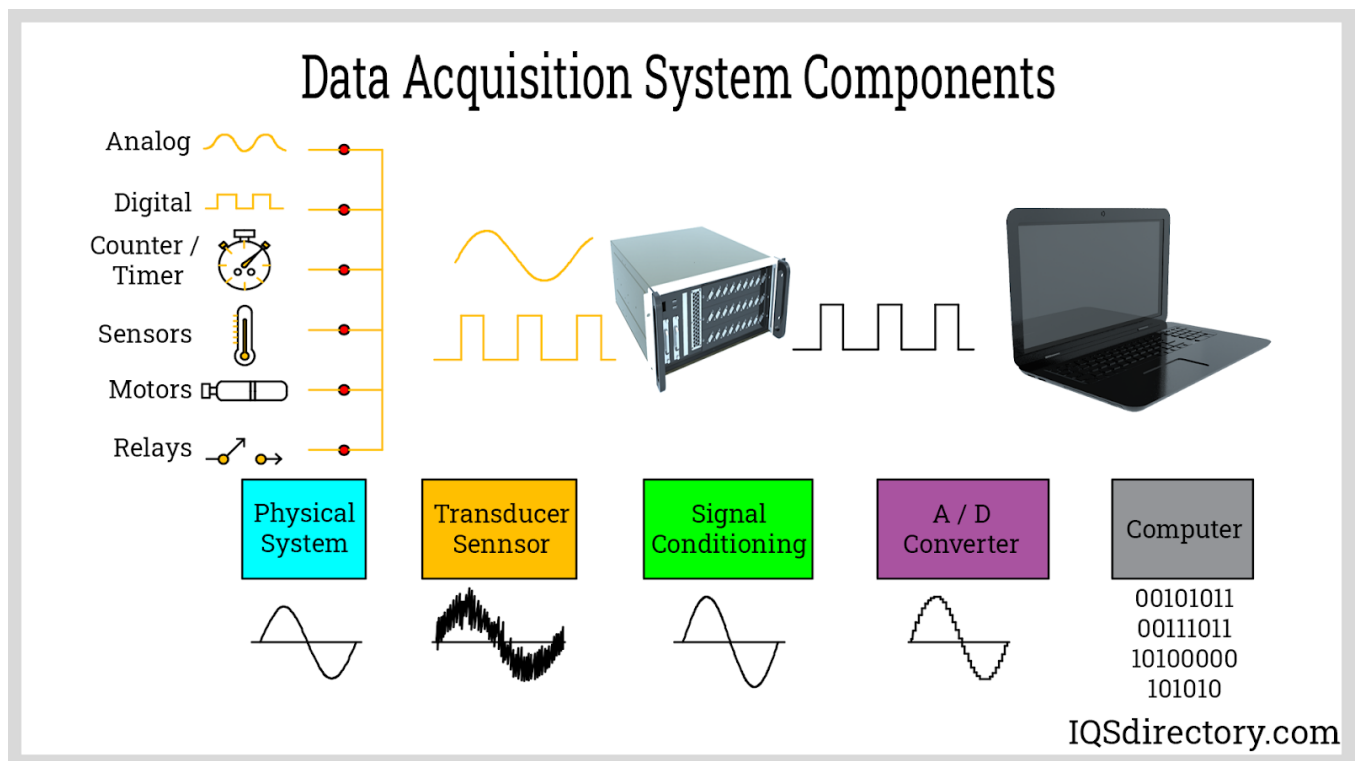 Data Acquisition System Components
Analog
Digital
Counter /
Timer
Sensors
Motors
Relays
Physical
System
Transducer
Sennsor
Signal
Conditioning
A / D
Converter
Computer
00101011
00111011
10100000
101010
IQSdirectory.com